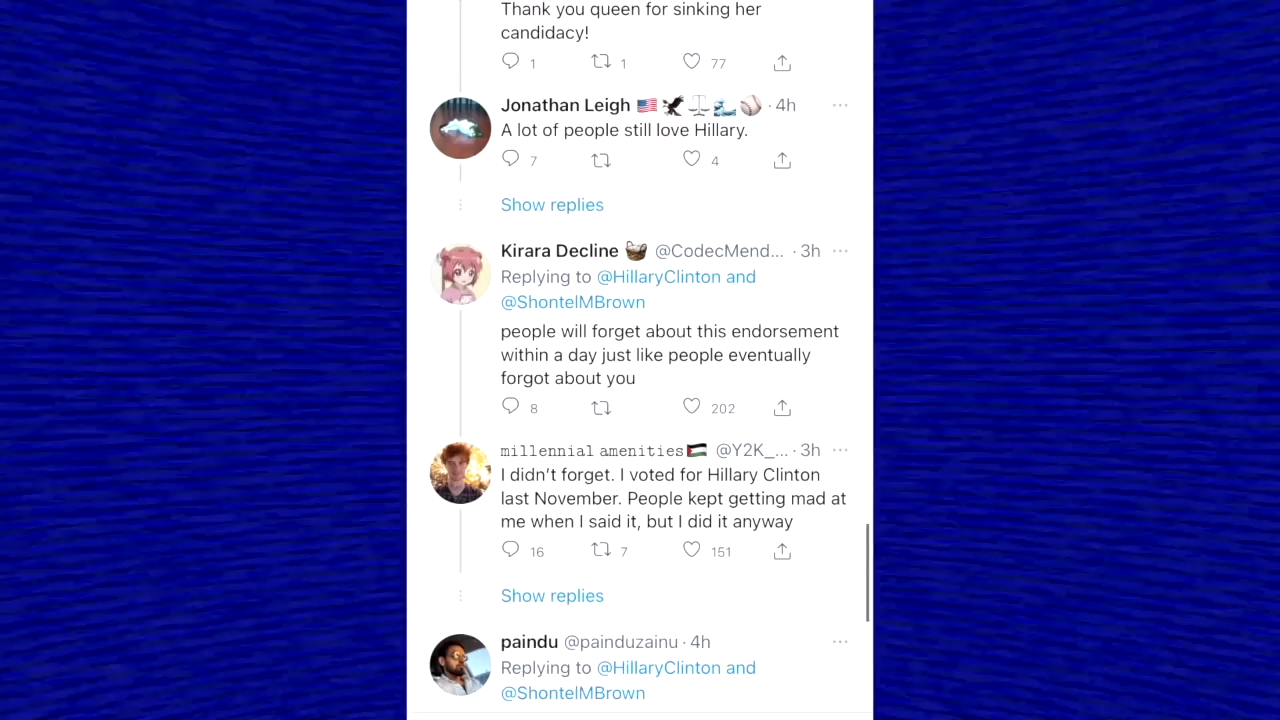 Thank you queen for sinking her
candidacy!
1 1 77
Jonathan Leigh · 4h
A lot of people still love Hillary.
7 4
Show replies
Kirara Decline @CodecMend... · 3h
Replying to @HillaryClinton and
@ShontelMBrown
people will forget about this endorsement
within a day just like people eventually
forgot about you
8 202
millennial amenities @Y2K_... · 3h
I didn't forget. I voted for Hillary Clinton
last November. People kept getting mad at
me when I said it, but I did it anyway
16 7 151
Show replies
paindu @painduzainu · 4h
Replying to @HillaryClinton and
@ShontelMBrown